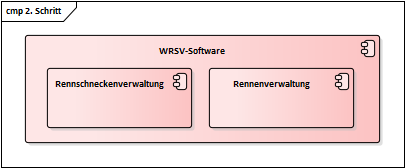 cmp 2. Schritt
WRSV-Software
Rennschneckenverwaltung
Rennenverwaltung